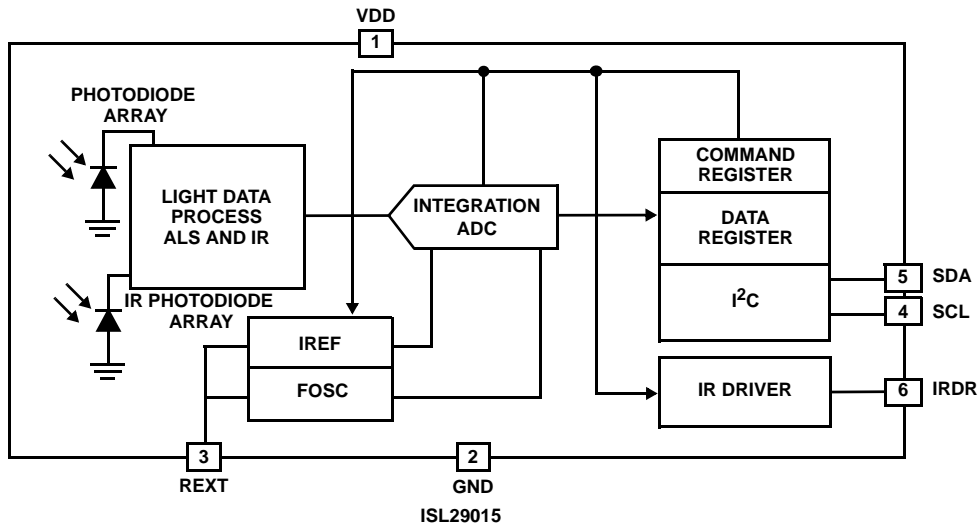 VDD
1
PHOTODIODE
ARRAY
LIGHT DATA
PROCESS
ALS AND IR
INTEGRATION
ADC
COMMAND
REGISTER
DATA
REGISTER
I²C
5
SDA
4
SCL
IR PHOTODIODE
ARRAY
IREF
FOSC
IR DRIVER
6
IRDR
3
REXT
2
GND
ISL29015